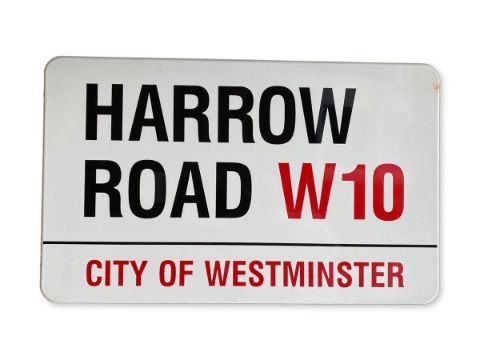 HARROW
ROAD W10
CITY OF WESTMINSTER